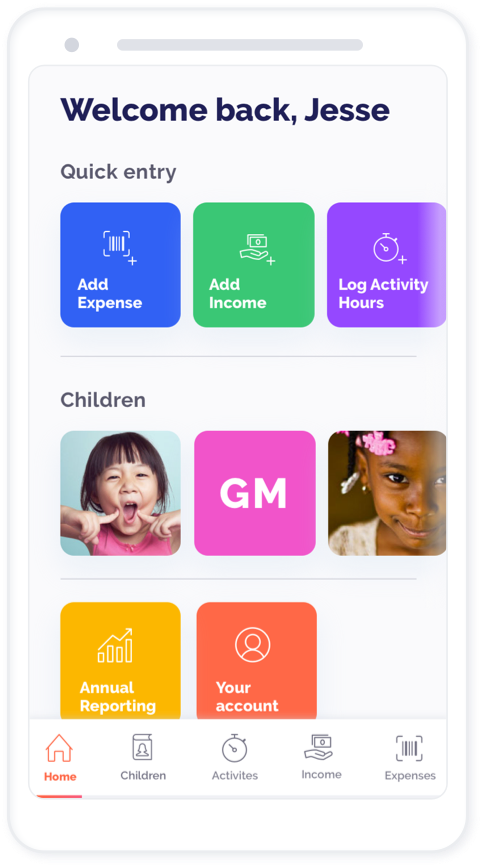 Welcome back, Jesse
Quick entry
Add
Expense
Add
Income
Log Activity
Hours
Children
GM
Annual
Reporting
Your
account
Home
Children
Activites
Income
Expenses